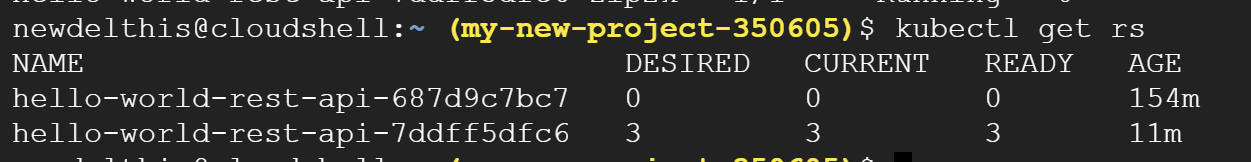 newdelthis@cloudshell:~ (my-new-project-350605)$ kubectl get rs
NAME DESIRED CURRENT READY AGE
hello-world-rest-api-687d9c7bc7 0 0 0 154m
hello-world-rest-api-7ddff5dfc6 3 3 3 11m